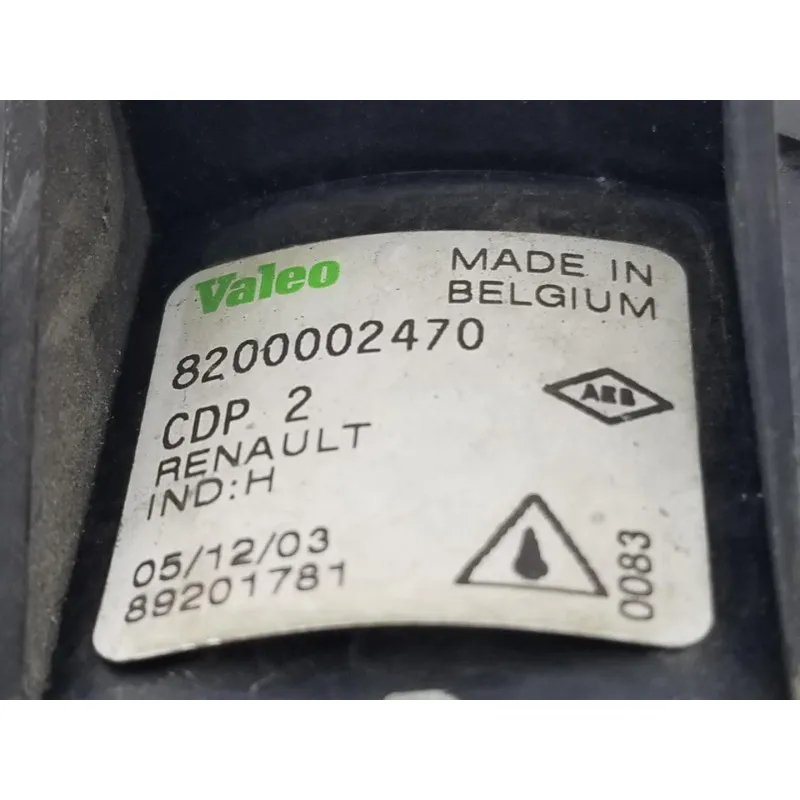 Valeo
MADE IN
BELGIUM
8200002470
CDP 2
RENAULT
IND:H
AEB
05/12/03
89201781
0083